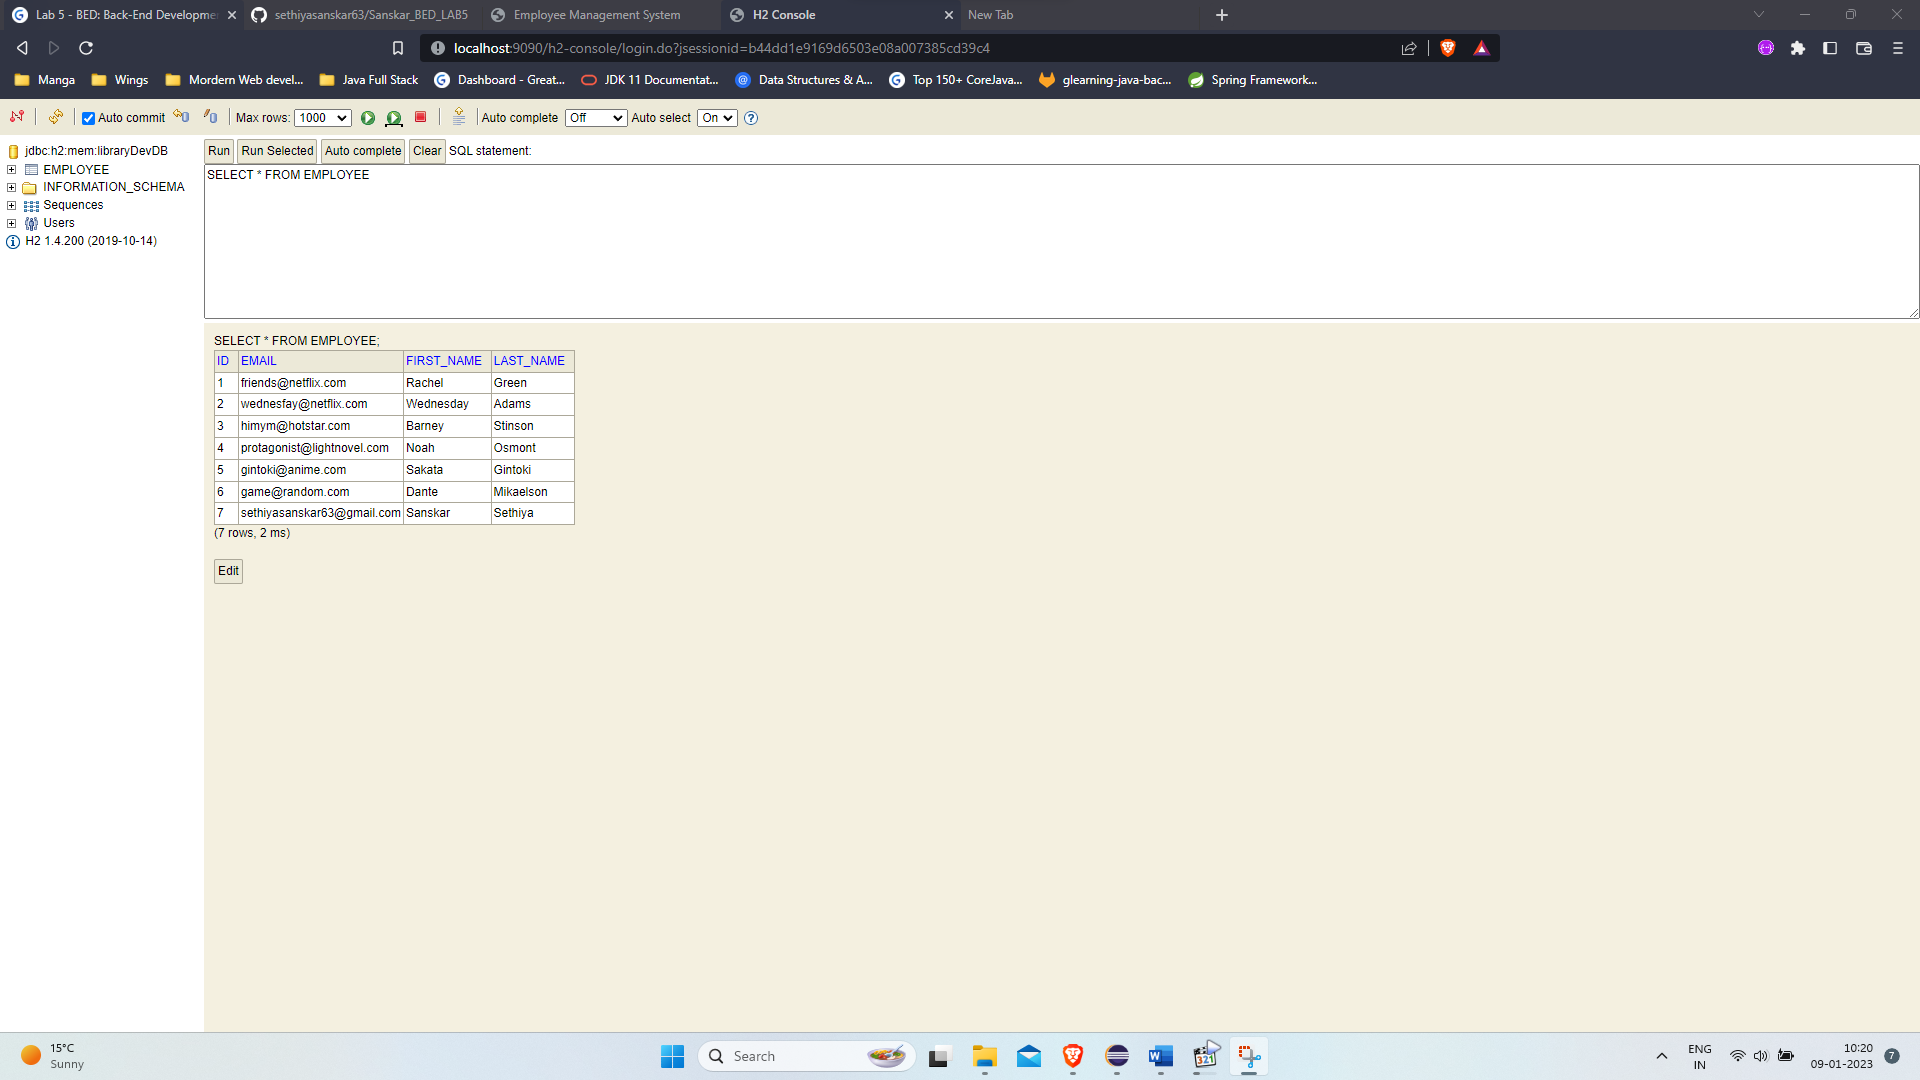 Lab 5 - BED: Back-End Developme
sethiyasanskar63/Sanskar_BED_LAB5
Employee Management System
H2 Console
New Tab
localhost:9090/h2-console/login.do?jsessionid=b44dd1e9169d6503e08a007385cd39c4
Manga
Wings
Mordern Web devel...
Java Full Stack
Dashboard - Great...
JDK 11 Documentat...
Data Structures & A...
Top 150+ CoreJava...
glearning-java-bac...
Spring Framework...
Auto commit
Max rows: 1000
Auto complete Off
Auto select On
jdbc:h2:mem:libraryDevDB
EMPLOYEE
INFORMATION_SCHEMA
Sequences
Users
H2 1.4.200 (2019-10-14)
Run Run Selected Auto complete Clear SQL statement:
SELECT * FROM EMPLOYEE
SELECT * FROM EMPLOYEE;
ID EMAIL FIRST_NAME LAST_NAME
1 friends@netflix.com Rachel Green
2 wednesfay@netflix.com Wednesday Adams
3 himym@hotstar.com Barney Stinson
4 protagonist@lightnovel.com Noah Osmont
5 gintoki@anime.com Sakata Gintoki
6 game@random.com Dante Mikaelson
7 sethiyasanskar63@gmail.com Sanskar Sethiya
(7 rows, 2 ms)
Edit
15°C
Sunny
Search
321
ENG
IN
10:20
09-01-2023
7